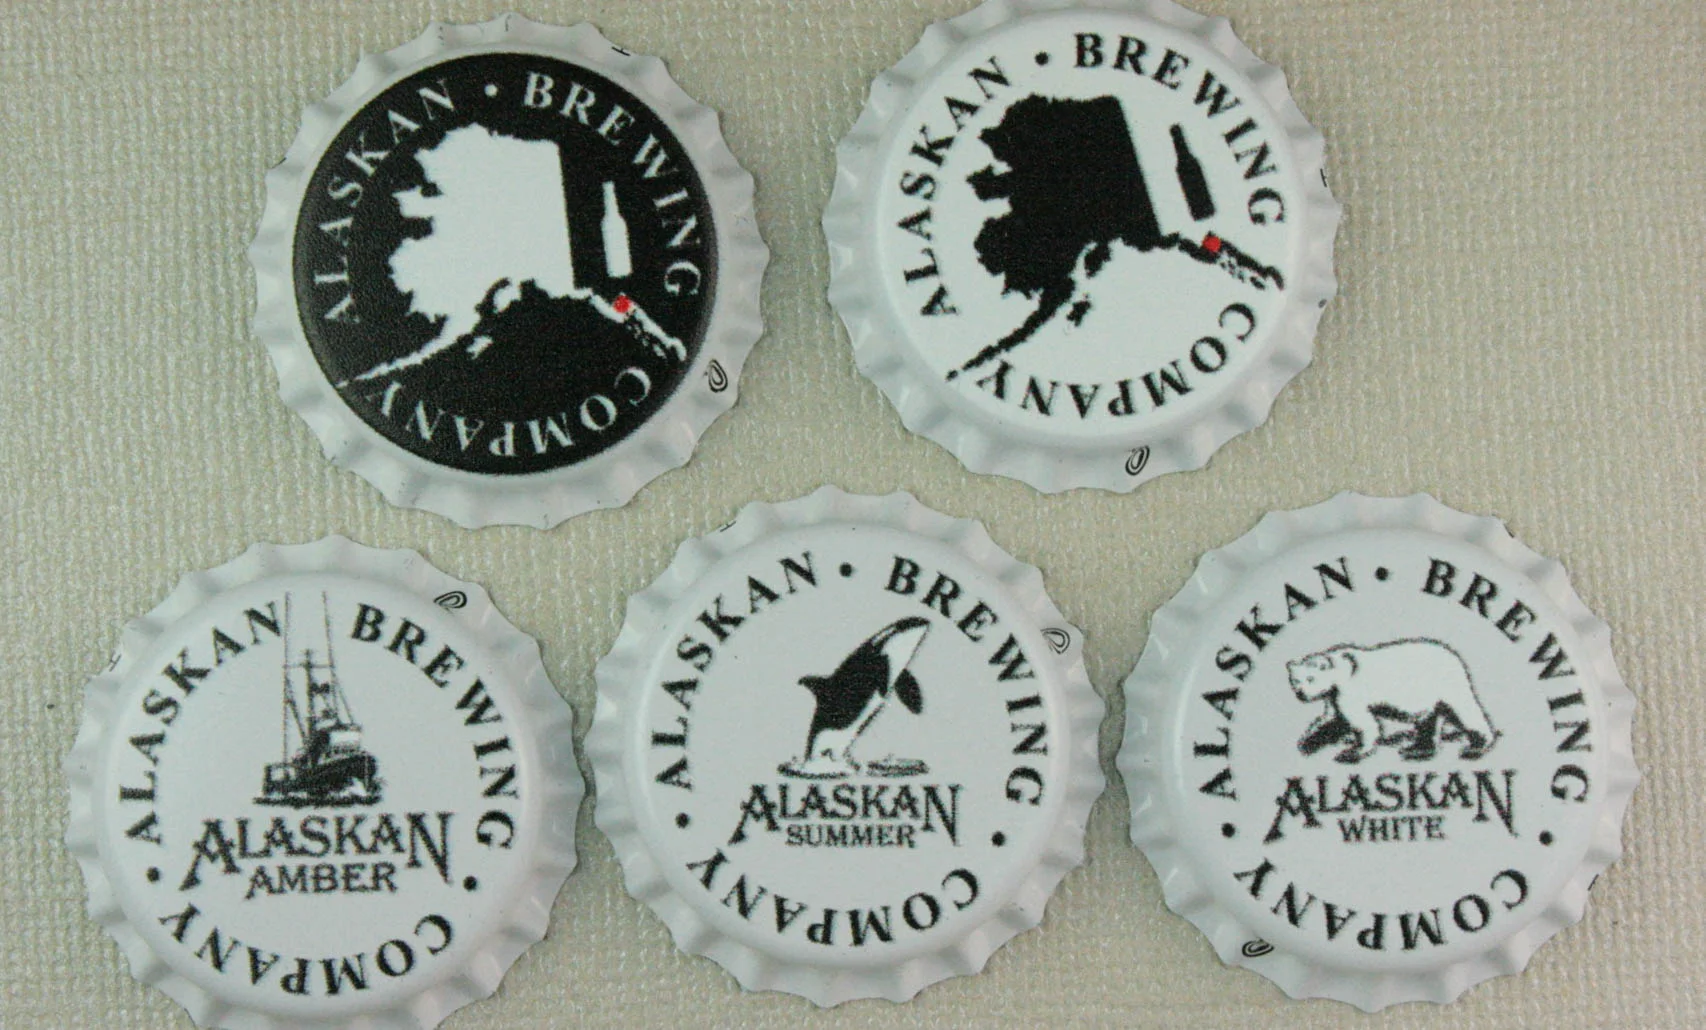 ALASKAN • BREWING
COMPANY
ALASKAN • BREWING
COMPANY
ALASKAN BREWING
• COMPANY •
ALASKAN
AMBER
ALASKAN • BREWING
• COMPANY •
ALASKAN
SUMMER
ALASKAN • BREWING
• COMPANY •
ALASKAN
WHITE